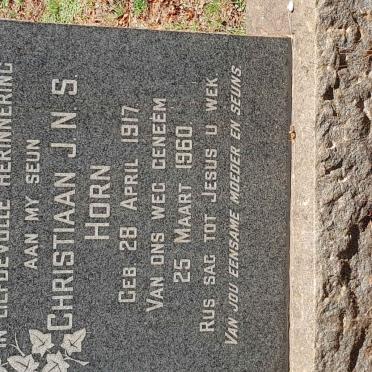 IN LIEFDEVOLLE HERINNERING
AAN MY SEUN
CHRISTIAAN J.N.S.
HORN
GEB 28 APRIL 1917
VAN ONS WEG GENEEM
25 MAART 1960
RUS SAG TOT JESUS U WEK
VAN JOU EENSAME MOEDER EN SEUNS